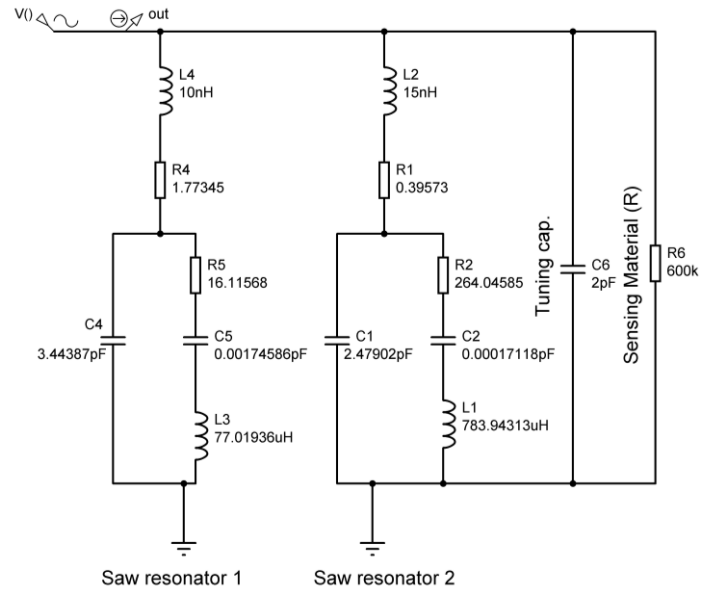 V()
out
L4
10nH
L2
15nH
R4
1.77345
R1
0.39573
R5
16.11568
R2
264.04585
Tuning cap.
C6
2pF
Sensing Material (R)
R6
600k
C4
3.44387pF
C5
0.00174586pF
C1
2.47902pF
C2
0.00017118pF
L3
77.01936uH
L1
783.94313uH
Saw resonator 1
Saw resonator 2